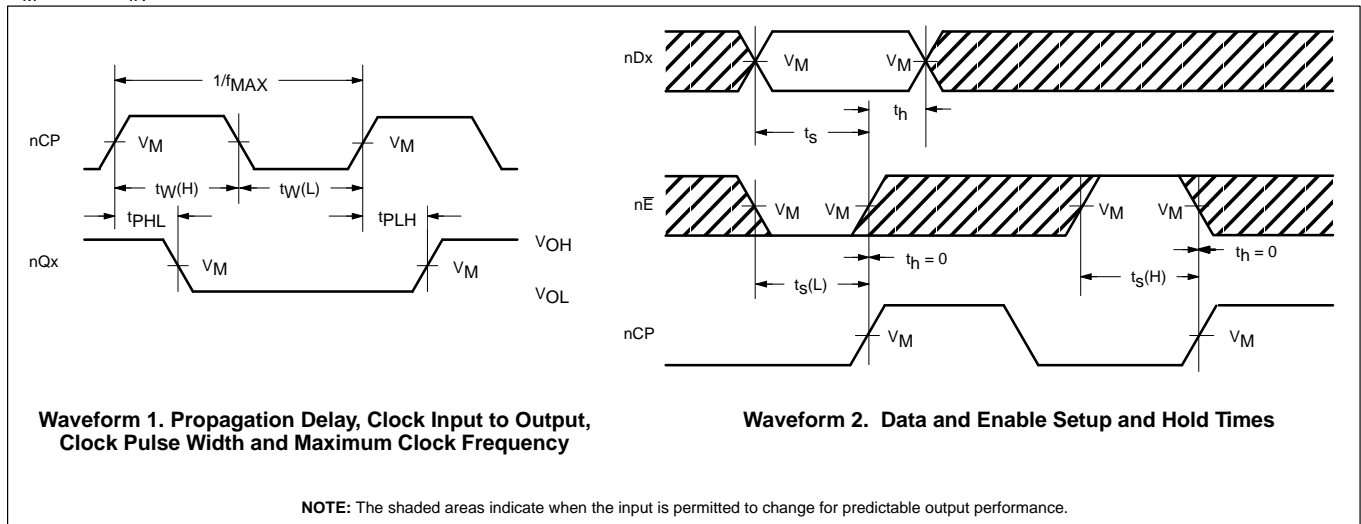 1/fMAX
nCP
VM
VM
tW(H)
tW(L)
tPHL
tPLH
nQx
VM
VM
VOH
VOL
Waveform 1. Propagation Delay, Clock Input to Output,
Clock Pulse Width and Maximum Clock Frequency
nDx
VM
VM
th
ts
nE̅
VM
VM
VM
VM
th = 0
th = 0
ts(L)
ts(H)
nCP
VM
VM
Waveform 2. Data and Enable Setup and Hold Times
NOTE: The shaded areas indicate when the input is permitted to change for predictable output performance.